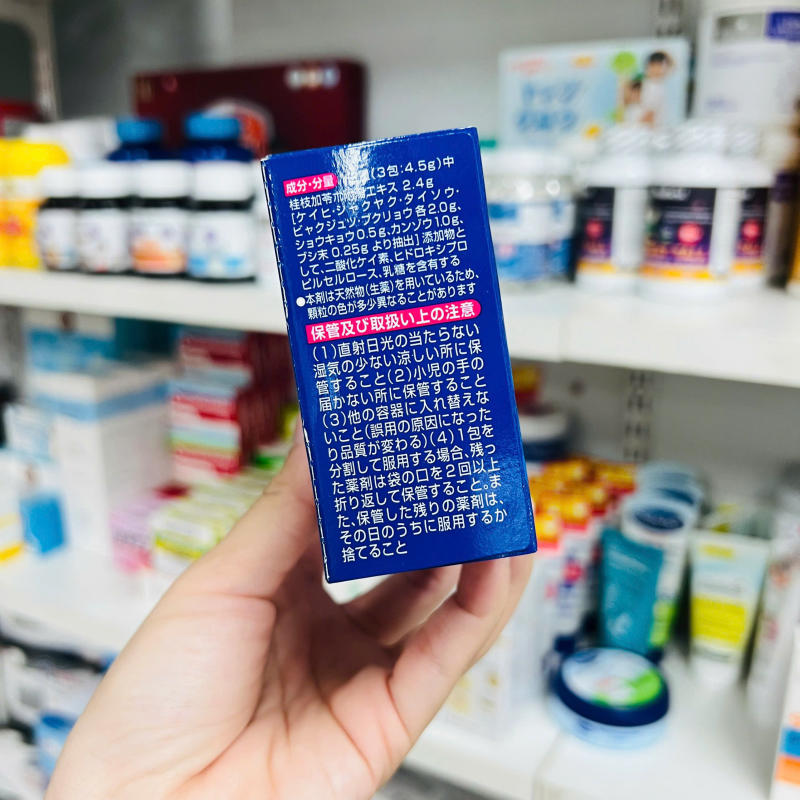 成分・分量
(3包:4.5g)中
桂枝加苓朮附湯エキス 2.4g
[ケイヒ・シャクヤク・タイソウ・
ビャクジュツ・ブクリョウ 各2.0g、
ショウキョウ0.5g、カンゾウ1.0g、
ブシ末 0.25g より抽出] 添加物と
して、二酸化ケイ素、ヒドロキシプロ
ピルセルロース、乳糖を含有する
●本剤は天然物(生薬)を用いているため、
顆粒の色が多少異なることがあります
保管及び取扱い上の注意
(1)直射日光の当たらない
湿気の少ない涼しい所に保
管すること(2)小児の手の
届かない所に保管すること
(3)他の容器に入れ替えな
いこと(誤用の原因になった
り品質が変わる)(4)1包を
分割して服用する場合、残っ
た薬剤は袋の口を2回以上
折り返して保管すること。ま
た、保管した残りの薬剤は、
その日のうちに服用するか
捨てること